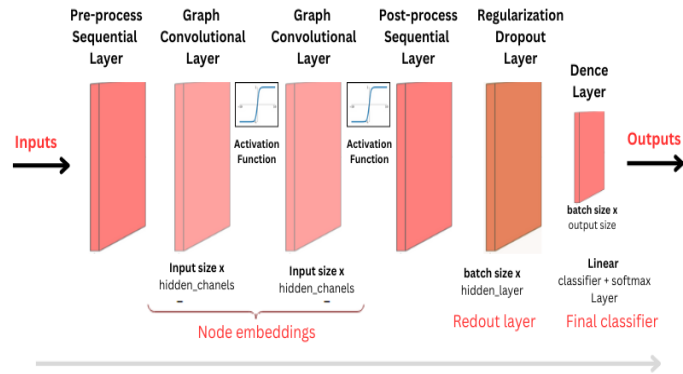 Pre-process
Sequential
Layer
Graph
Convolutional
Layer
Graph
Convolutional
Layer
Post-process
Sequential
Layer
Regularization
Dropout
Layer
Dence
Layer
Inputs
Activation
Function
Activation
Function
Outputs
batch size x
output size
Input size x
hidden_chanels
Input size x
hidden_chanels
batch size x
hidden_layer
Linear
classifier + softmax
Layer
Node embeddings
Redout layer
Final classifier